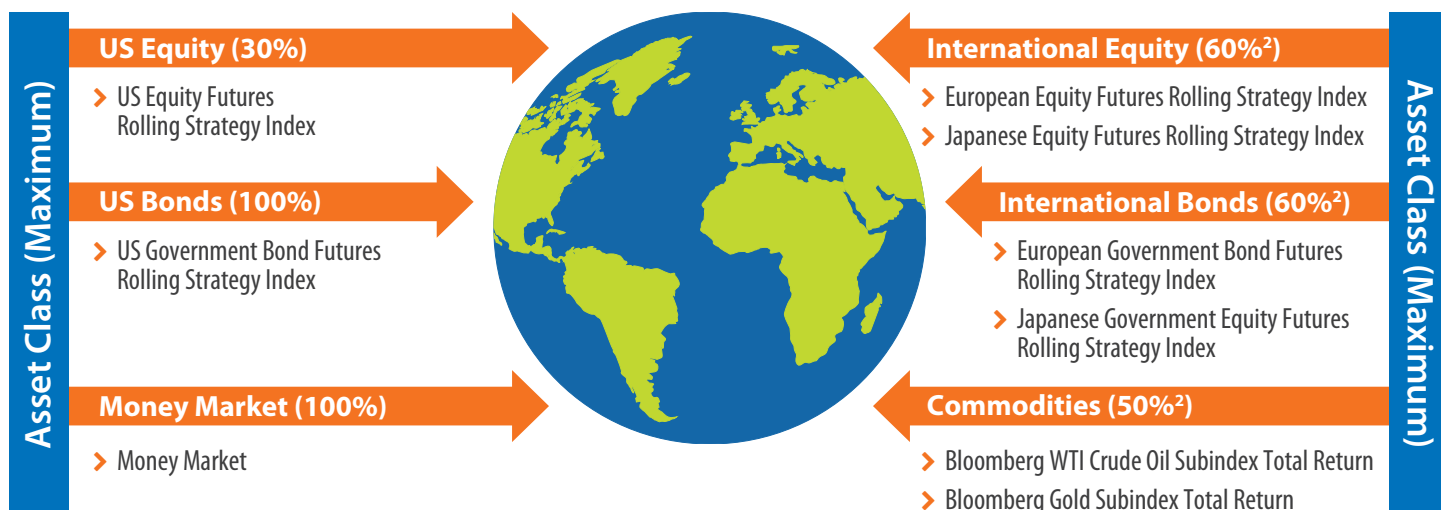 Asset Class (Maximum)
US Equity (30%)
US Equity Futures
Rolling Strategy Index
US Bonds (100%)
US Government Bond Futures
Rolling Strategy Index
Money Market (100%)
Money Market
International Equity (60%²)
European Equity Futures Rolling Strategy Index
Japanese Equity Futures Rolling Strategy Index
International Bonds (60%²)
European Government Bond Futures
Rolling Strategy Index
Japanese Government Equity Futures
Rolling Strategy Index
Commodities (50%²)
Bloomberg WTI Crude Oil Subindex Total Return
Bloomberg Gold Subindex Total Return
Asset Class (Maximum)